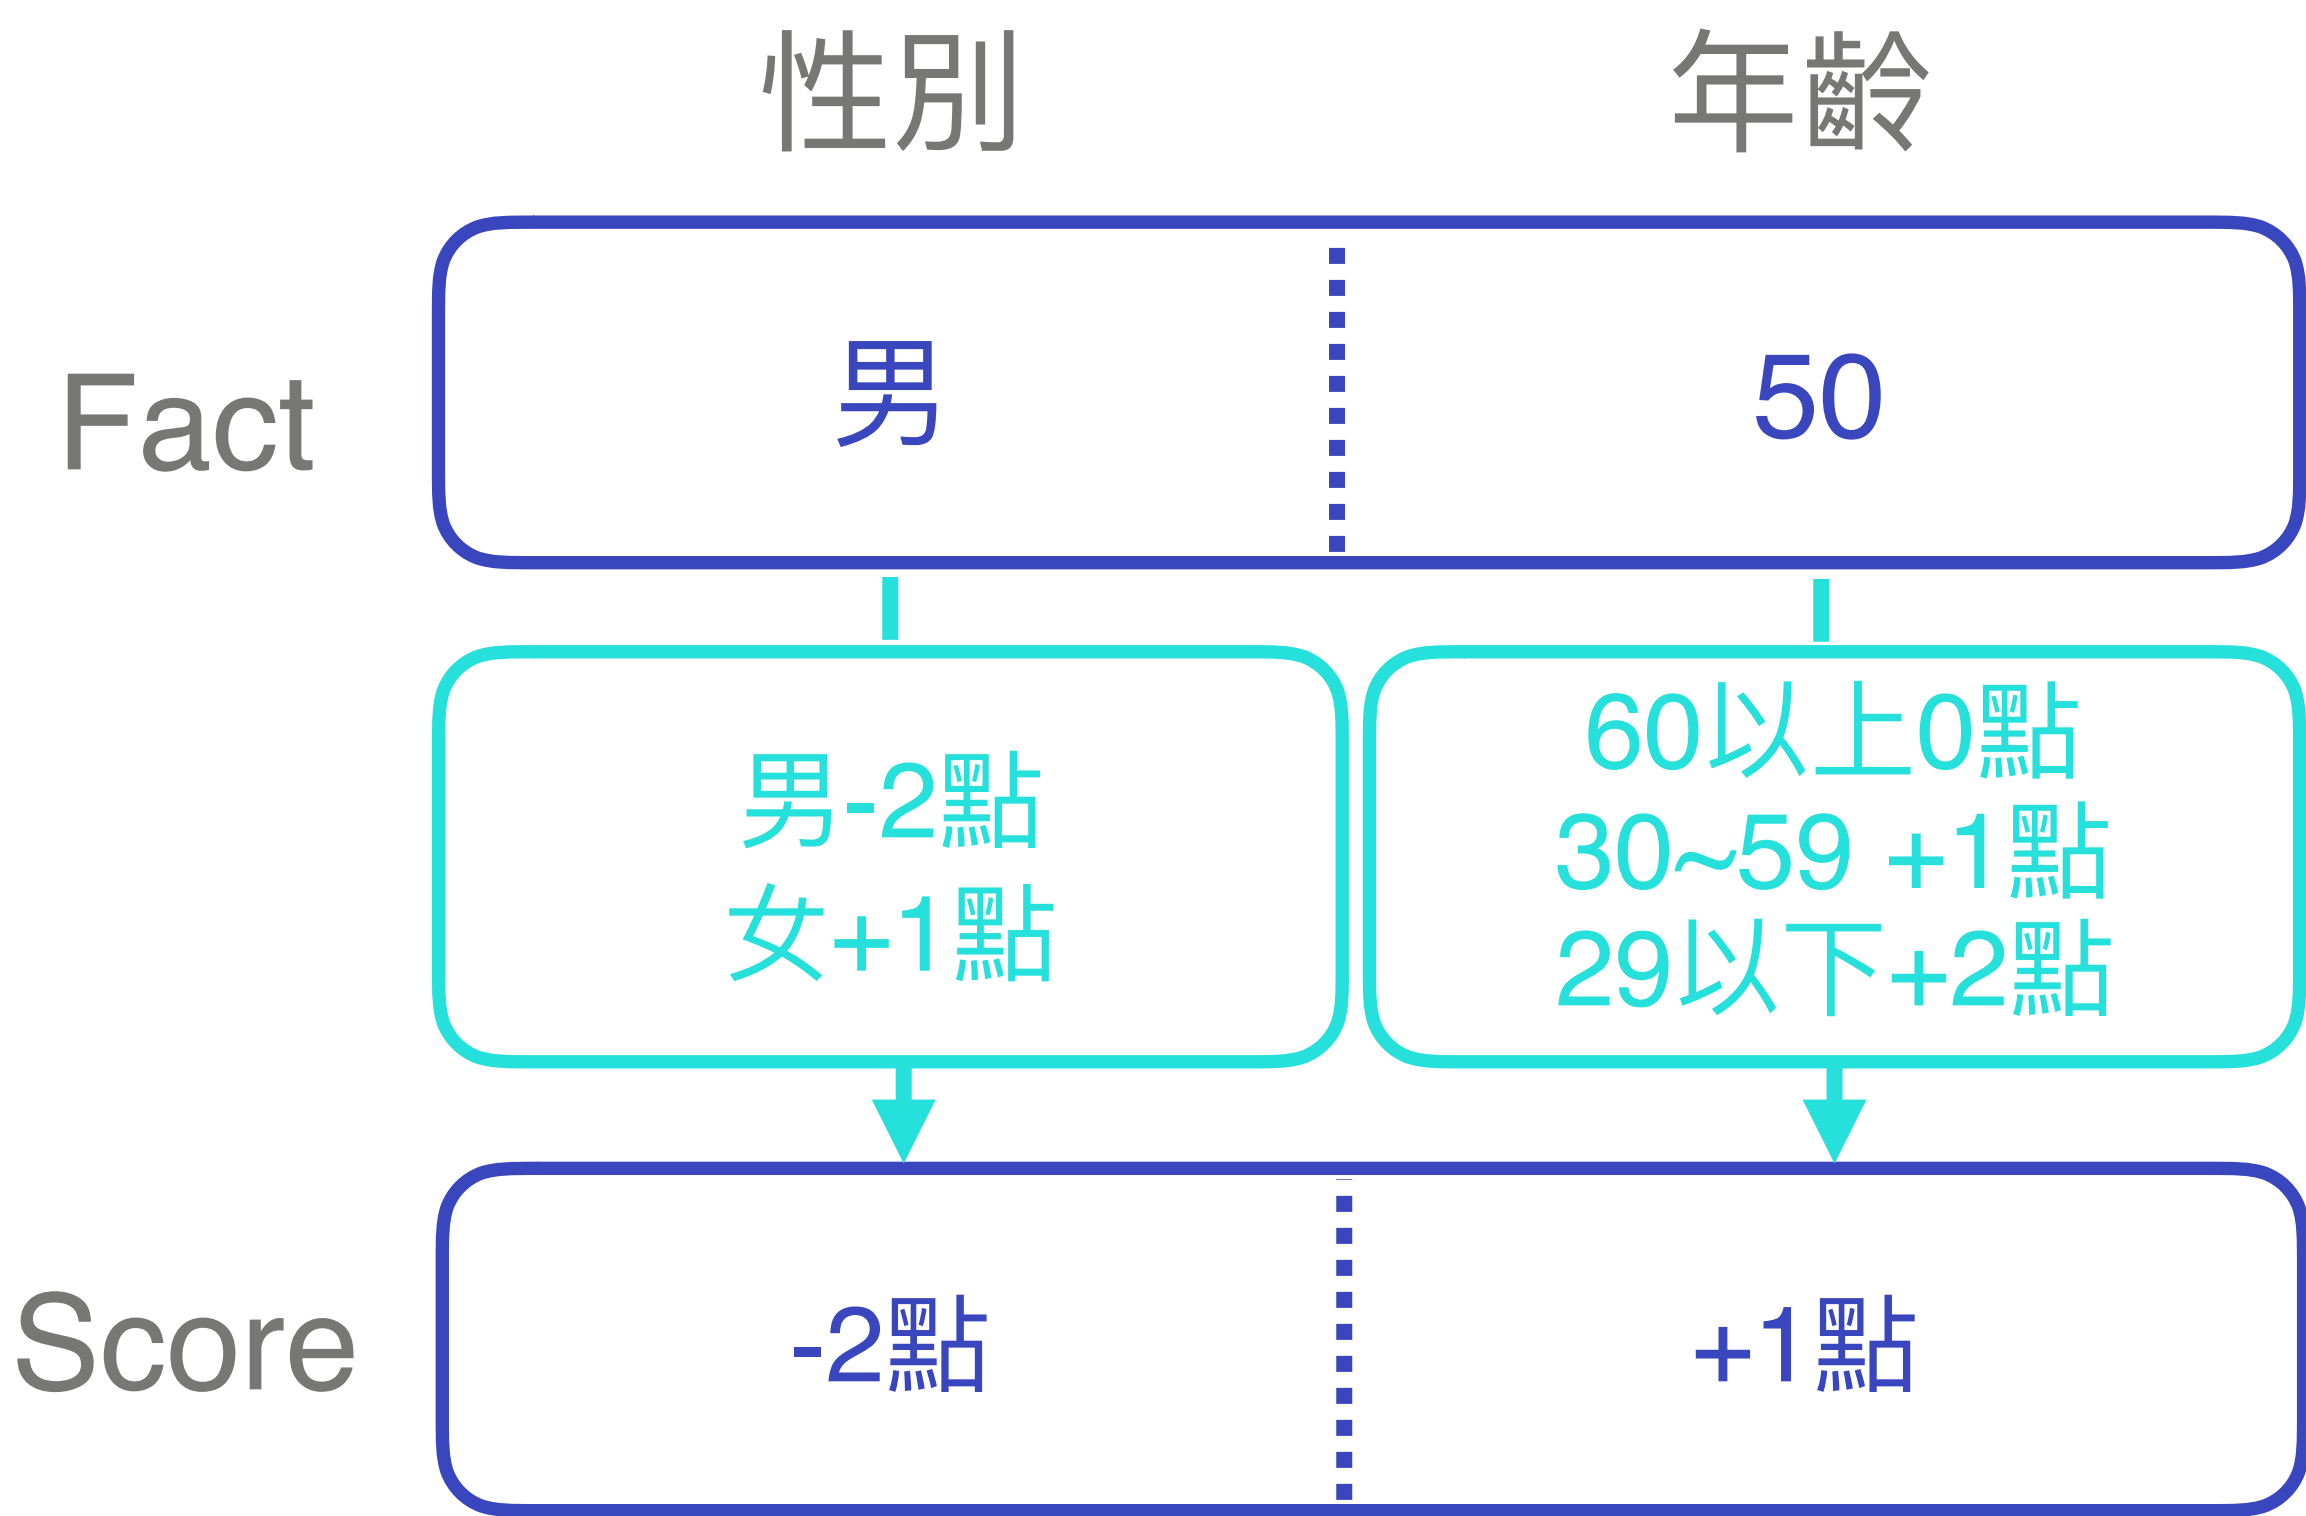 性別
年齡
Fact
男
50
男-2點
女+1點
60以上0點
30~59 +1點
29以下+2點
Score
-2點
+1點